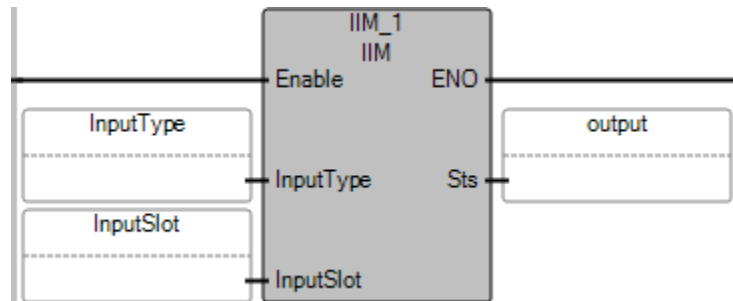 IIM_1
IIM
Enable ENO
InputType output
InputType Sts
InputSlot
InputSlot